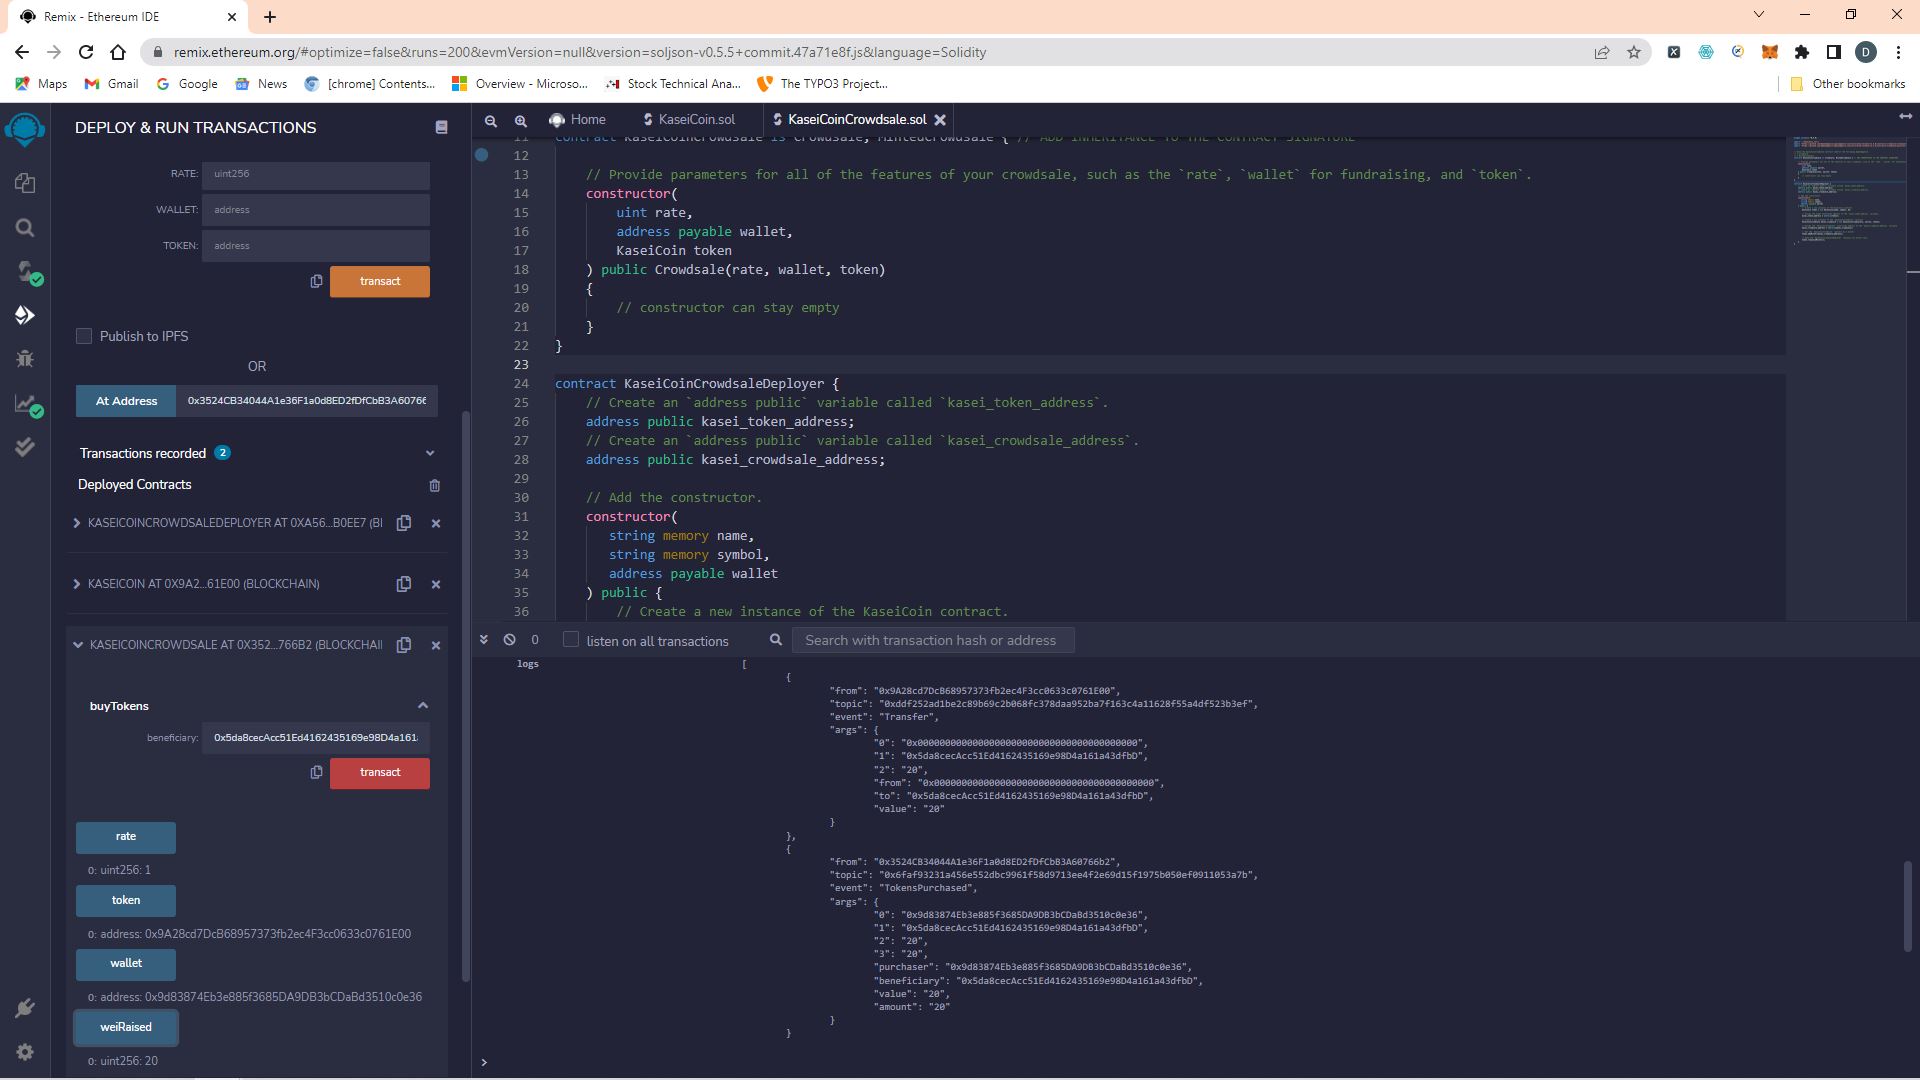 Remix - Ethereum IDE
remix.ethereum.org/#optimize=false&runs=200&evmVersion=null&version=soljson-v0.5.5+commit.47a71e8f.js&language=Solidity
D
Maps Gmail Google News [chrome] Contents... Overview - Microso... Stock Technical Ana... The TYPO3 Project... Other bookmarks
DEPLOY & RUN TRANSACTIONS
RATE: uint256
WALLET: address
TOKEN: address
transact
Publish to IPFS
OR
At Address 0x3524CB34044A1e36F1a0d8ED2fDfCbB3A60766
Transactions recorded 2
Deployed Contracts
KASEICOINCROWDSALEDEPLOYER AT 0XA56...B0EE7 (BL
KASEICOIN AT 0X9A2...61E00 (BLOCKCHAIN)
KASEICOINCROWDSALE AT 0X352...766B2 (BLOCKCHAI
buyTokens
beneficiary: 0x5da8cecAcc51Ed4162435169e98D4a161
transact
rate
0: uint256: 1
token
0: address: 0x9A28cd7DcB68957373fb2ec4F3cc0633c0761E00
wallet
0: address: 0x9d83874Eb3e885f3685DA9DB3bCDaBd3510c0e36
weiRaised
0: uint256: 20
Home KaseiCoin.sol KaseiCoinCrowdsale.sol
11 contract KaseiCoinCrowdsale is Crowdsale, MintedCrowdsale { // ADD INHERITANCE TO THE CONTRACT SIGNATURE
12
13 // Provide parameters for all of the features of your crowdsale, such as the `rate`, `wallet` for fundraising, and `token`.
14 constructor(
15 uint rate,
16 address payable wallet,
17 KaseiCoin token
18 ) public Crowdsale(rate, wallet, token)
19 {
20 // constructor can stay empty
21 }
22 }
23
24 contract KaseiCoinCrowdsaleDeployer {
25 // Create an `address public` variable called `kasei_token_address`.
26 address public kasei_token_address;
27 // Create an `address public` variable called `kasei_crowdsale_address`.
28 address public kasei_crowdsale_address;
29
30 // Add the constructor.
31 constructor(
32 string memory name,
33 string memory symbol,
34 address payable wallet
35 ) public {
36 // Create a new instance of the KaseiCoin contract.
0 listen on all transactions Search with transaction hash or address
logs [
{
"from": "0x9A28cd7DcB68957373fb2ec4F3cc0633c0761E00",
"topic": "0xddf252ad1be2c89b69c2b068fc378daa952ba7f163c4a11628f55a4df523b3ef",
"event": "Transfer",
"args": {
"0": "0x0000000000000000000000000000000000000000",
"1": "0x5da8cecAcc51Ed4162435169e98D4a161a43dfbD",
"2": "20",
"from": "0x0000000000000000000000000000000000000000",
"to": "0x5da8cecAcc51Ed4162435169e98D4a161a43dfbD",
"value": "20"
}
},
{
"from": "0x3524CB34044A1e36F1a0d8ED2fDfCbB3A60766b2",
"topic": "0x6faf93231a456e552dbc9961f58d9713ee4f2e69d15f1975b050ef0911053a7b",
"event": "TokensPurchased",
"args": {
"0": "0x9d83874Eb3e885f3685DA9DB3bCDaBd3510c0e36",
"1": "0x5da8cecAcc51Ed4162435169e98D4a161a43dfbD",
"2": "20",
"3": "20",
"purchaser": "0x9d83874Eb3e885f3685DA9DB3bCDaBd3510c0e36",
"beneficiary": "0x5da8cecAcc51Ed4162435169e98D4a161a43dfbD",
"value": "20",
"amount": "20"
}
}
>